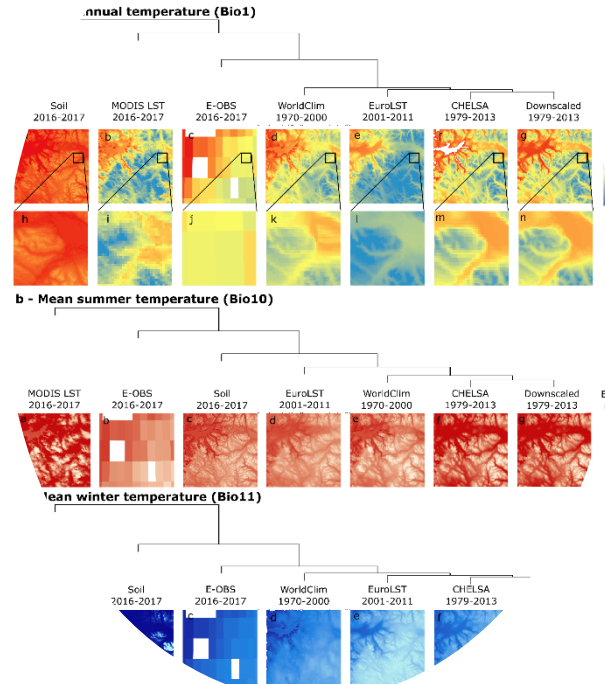 nnual temperature (Bio1)
Soil MODIS LST E-OBS WorldClim EuroLST CHELSA Downscaled
2016-2017 2016-2017 2016-2017 1970-2000 2001-2011 1979-2013 1979-2013
b c d e f g
h i j k l m n
b - Mean summer temperature (Bio10)
MODIS LST E-OBS Soil EuroLST WorldClim CHELSA Downscaled
2016-2017 2016-2017 2016-2017 2001-2011 1970-2000 1979-2013 1979-2013
a b c d e f g
ean winter temperature (Bio11)
Soil E-OBS WorldClim EuroLST CHELSA
2016-2017 2016-2017 1970-2000 2001-2011 1979-2013
c d e f